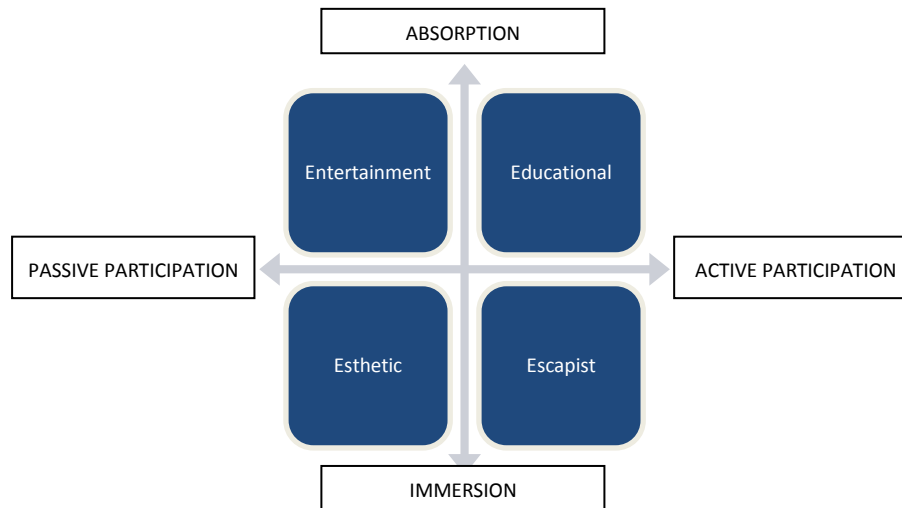 ABSORPTION
Entertainment
Educational
PASSIVE PARTICIPATION
ACTIVE PARTICIPATION
Esthetic
Escapist
IMMERSION